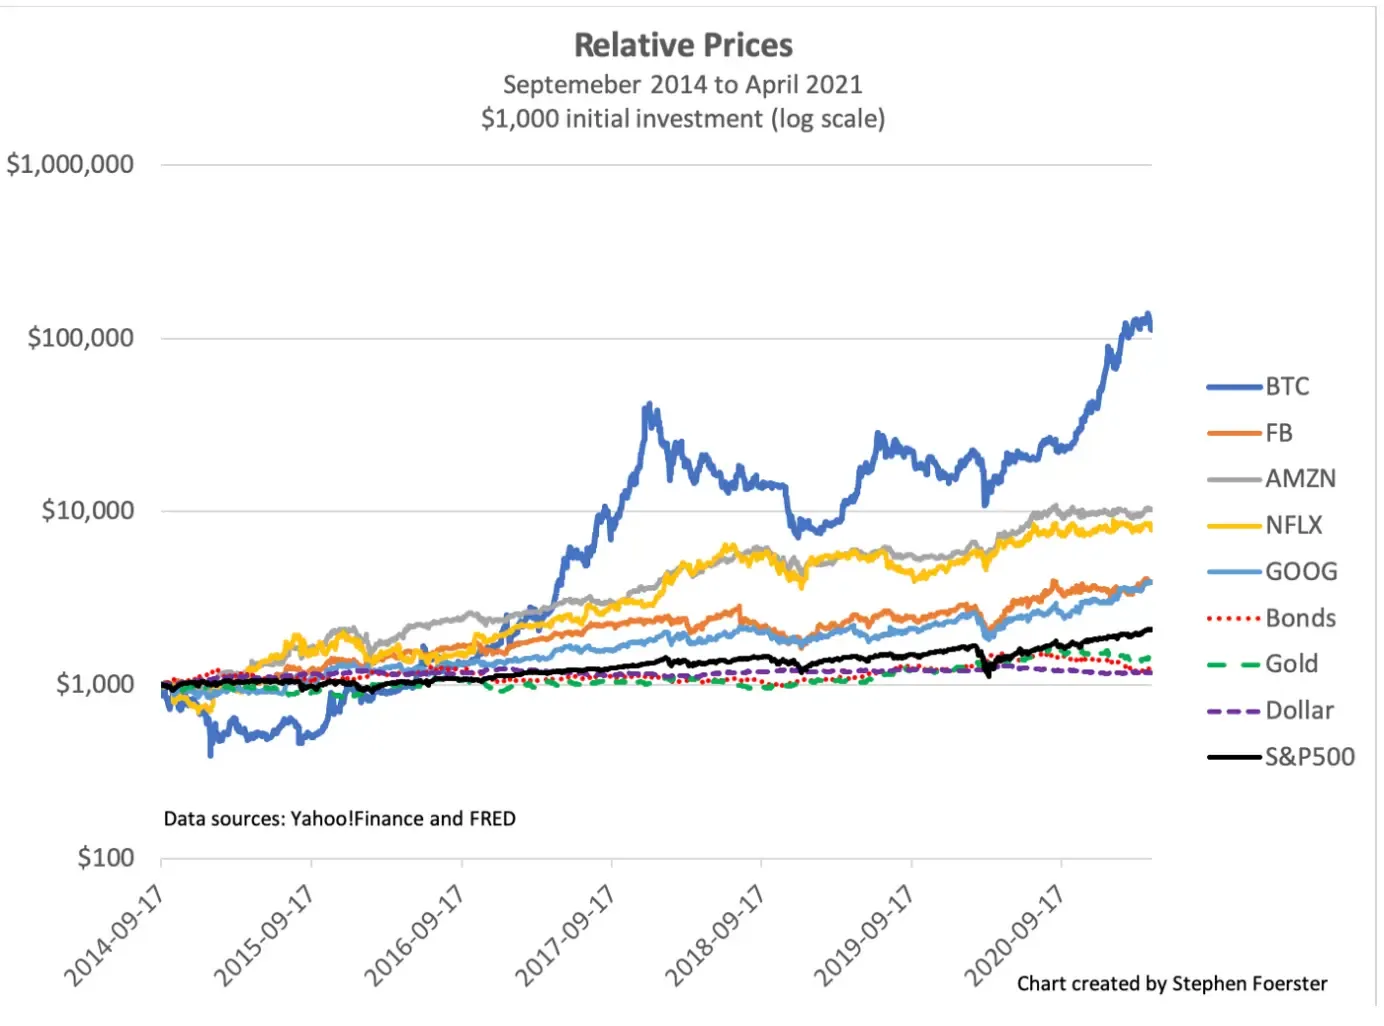 Relative Prices
Septemeber 2014 to April 2021
$1,000 initial investment (log scale)
$1,000,000
$100,000
$10,000
$1,000
$100
BTC
FB
AMZN
NFLX
GOOG
Bonds
Gold
Dollar
S&P500
Data sources: Yahoo!Finance and FRED
2014-09-17
2015-09-17
2016-09-17
2017-09-17
2018-09-17
2019-09-17
2020-09-17
Chart created by Stephen Foerster